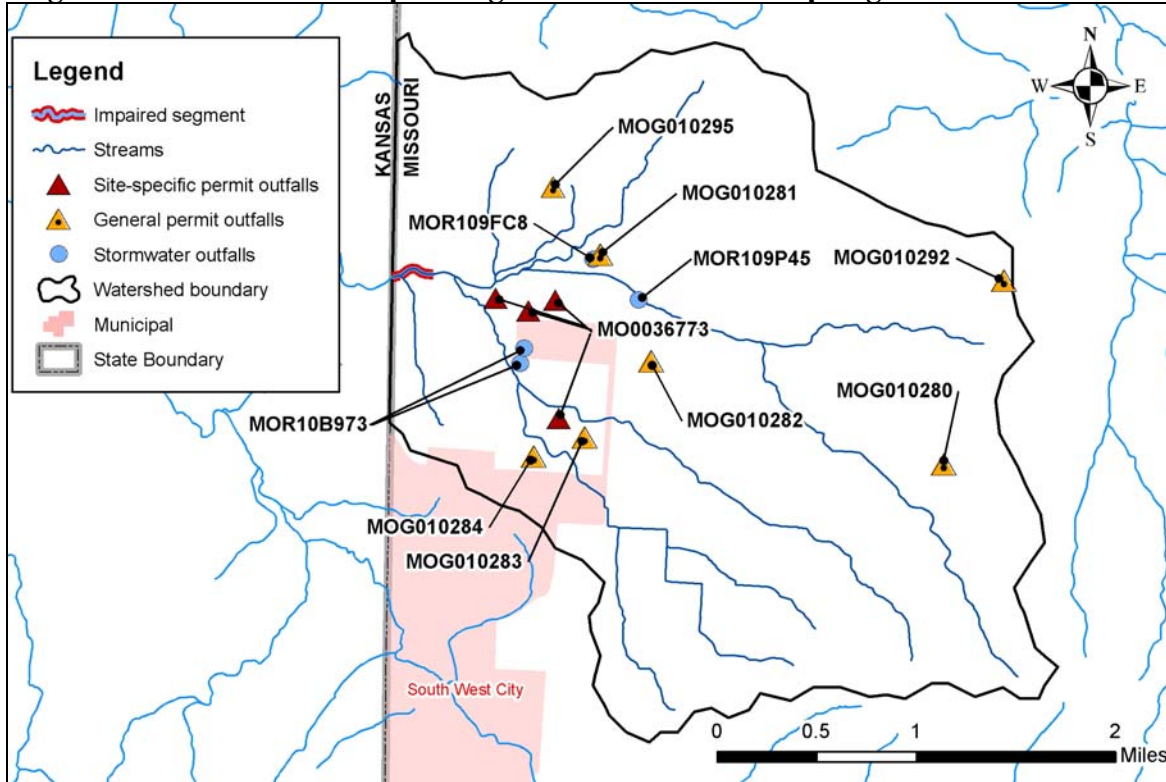 Legend
Impaired segment
Streams
Site-specific permit outfalls
General permit outfalls
Stormwater outfalls
Watershed boundary
Municipal
State Boundary
KANSAS
MISSOURI
N
W
E
S
MOG010295
MOG010281
MOR109FC8
MOR109P45
MOG010292
MO0036773
MOG010280
MOR10B973
MOG010282
MOG010284
MOG010283
South West City
0 0.5 1 2
Miles